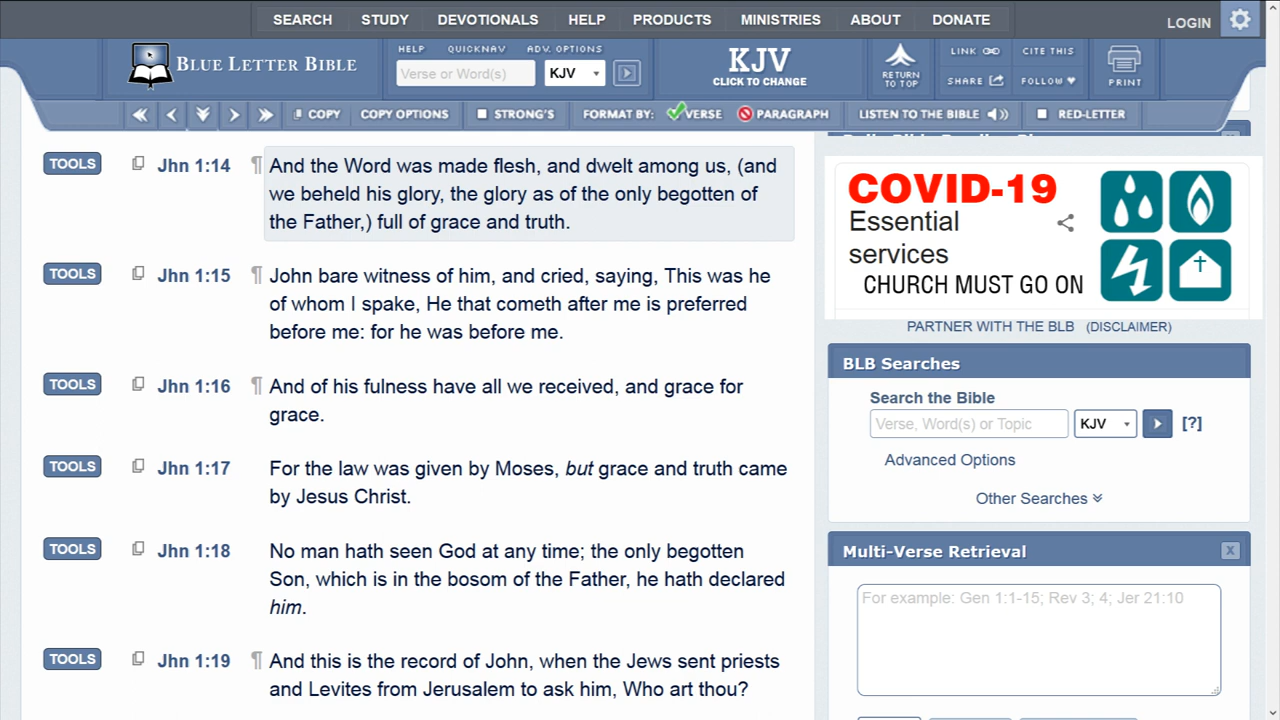 SEARCH STUDY DEVOTIONALS HELP PRODUCTS MINISTRIES ABOUT DONATE LOGIN
BLUE LETTER BIBLE
HELP QUICKNAV ADV. OPTIONS
Verse or Word(s) KJV
KJV
CLICK TO CHANGE
RETURN
TO TOP
LINK CITE THIS
SHARE FOLLOW
PRINT
COPY COPY OPTIONS STRONG'S FORMAT BY: VERSE PARAGRAPH LISTEN TO THE BIBLE RED-LETTER
TOOLS Jhn 1:14 ¶ And the Word was made flesh, and dwelt among us, (and
we beheld his glory, the glory as of the only begotten of
the Father,) full of grace and truth.
TOOLS Jhn 1:15 ¶ John bare witness of him, and cried, saying, This was he
of whom I spake, He that cometh after me is preferred
before me: for he was before me.
TOOLS Jhn 1:16 ¶ And of his fulness have all we received, and grace for
grace.
TOOLS Jhn 1:17 For the law was given by Moses, but grace and truth came
by Jesus Christ.
TOOLS Jhn 1:18 No man hath seen God at any time; the only begotten
Son, which is in the bosom of the Father, he hath declared
him.
TOOLS Jhn 1:19 ¶ And this is the record of John, when the Jews sent priests
and Levites from Jerusalem to ask him, Who art thou?
COVID-19
Essential
services
CHURCH MUST GO ON
PARTNER WITH THE BLB (DISCLAIMER)
BLB Searches
Search the Bible
Verse, Word(s) or Topic KJV [?]
Advanced Options
Other Searches
Multi-Verse Retrieval X
For example: Gen 1:1-15; Rev 3; 4; Jer 21:10